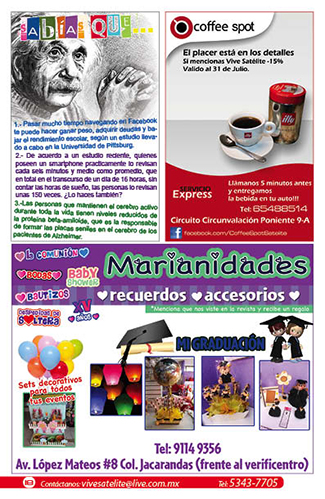 SABÍAS QUE...
1.- Pasar mucho tiempo navegando en Facebook
te puede hacer ganar peso, adquirir deudas y ba-
jar el rendimiento escolar, según un estudio lleva-
do a cabo en la Universidad de Pittsburg.
2.- De acuerdo a un estudio reciente, quienes
poseen un smartphone practicamente lo revisan
cada seis minutos y medio como promedio, que
en total en el transcurso de un día de 16 horas, sin
contar las horas de sueño, las personas lo revisan
unas 150 veces. ¿Lo haces también?
3.-Las personas que mantienen el cerebro activo
durante toda la vida tienen niveles reducidos de
la proteína beta-amiloide, que es la responsable
de formar las placas seniles en el cerebro de los
pacientes de Alzheimer.
coffee spot
El placer está en los detalles
Si mencionas Vive Satélite -15%
Valido al 31 de Julio.
illy
SERVICIO
Express
Llámanos 5 minutos antes
y entregamos
la bebida en tu auto!!!
Tel: 65488514
Circuito Circunvalación Poniente 9-A
facebook.com/CoffeeSpotSatelite
1a COMUNIÓN
BODAS
BABY
SHOWER
BAUTIZOS
XV
AÑOS
DESPEDIDAS DE
SOLTERA
Marianidades
recuerdos accesorios
*Menciona que nos viste en la revista y recibe un regalo
MI GRADUACIÓN
Sets decorativos
para todos
tus eventos
Tel: 9114 9356
Av. López Mateos #8 Col. Jacarandas (frente al verificentro)
Contáctanos: vivesatelite@live.com.mx
Tel: 5343-7705